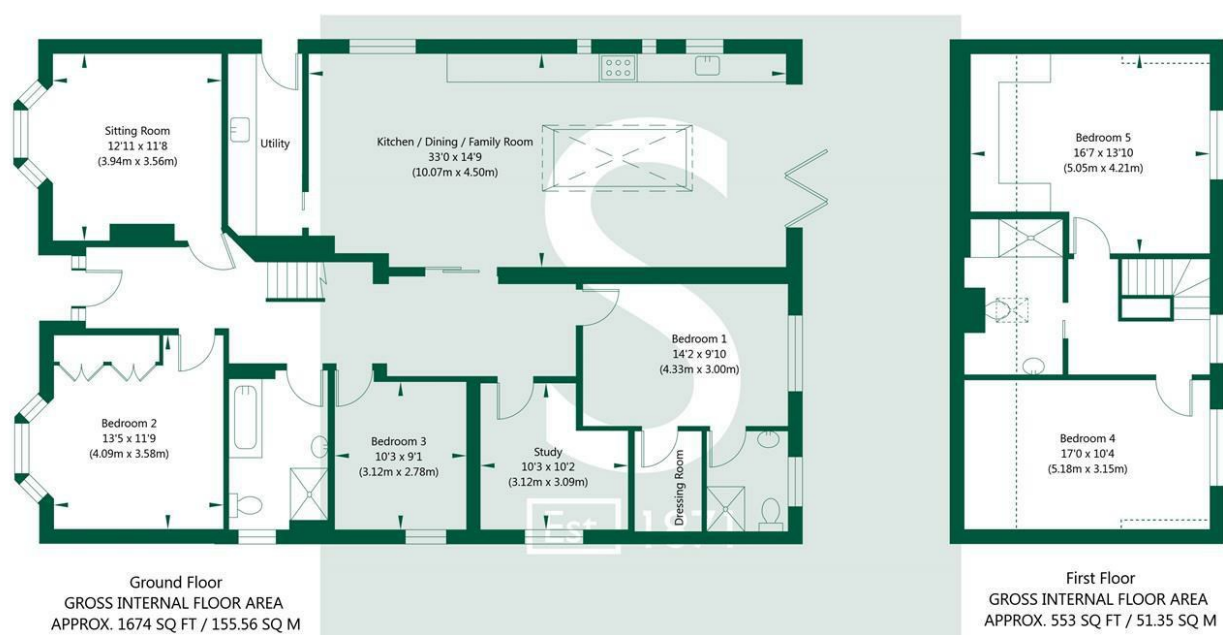 Sitting Room
12'11 x 11'8
(3.94m x 3.56m)
Utility
Kitchen / Dining / Family Room
33'0 x 14'9
(10.07m x 4.50m)
Bedroom 1
14'2 x 9'10
(4.33m x 3.00m)
Bedroom 2
13'5 x 11'9
(4.09m x 3.58m)
Bedroom 3
10'3 x 9'1
(3.12m x 2.78m)
Study
10'3 x 10'2
(3.12m x 3.09m)
Dressing Room
S
Est 1871
Ground Floor
GROSS INTERNAL FLOOR AREA
APPROX. 1674 SQ FT / 155.56 SQ M
Bedroom 5
16'7 x 13'10
(5.05m x 4.21m)
Bedroom 4
17'0 x 10'4
(5.18m x 3.15m)
First Floor
GROSS INTERNAL FLOOR AREA
APPROX. 553 SQ FT / 51.35 SQ M